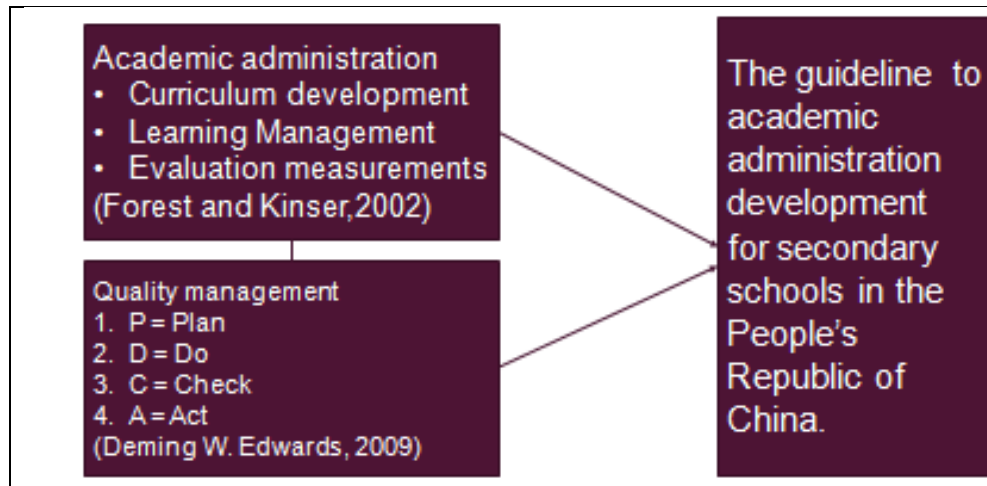 Academic administration
• Curriculum development
• Learning Management
• Evaluation measurements
(Forest and Kinser,2002)
Quality management
1. P = Plan
2. D = Do
3. C = Check
4. A = Act
(Deming W. Edwards, 2009)
The guideline to
academic
administration
development
for secondary
schools in the
People's
Republic of
China.